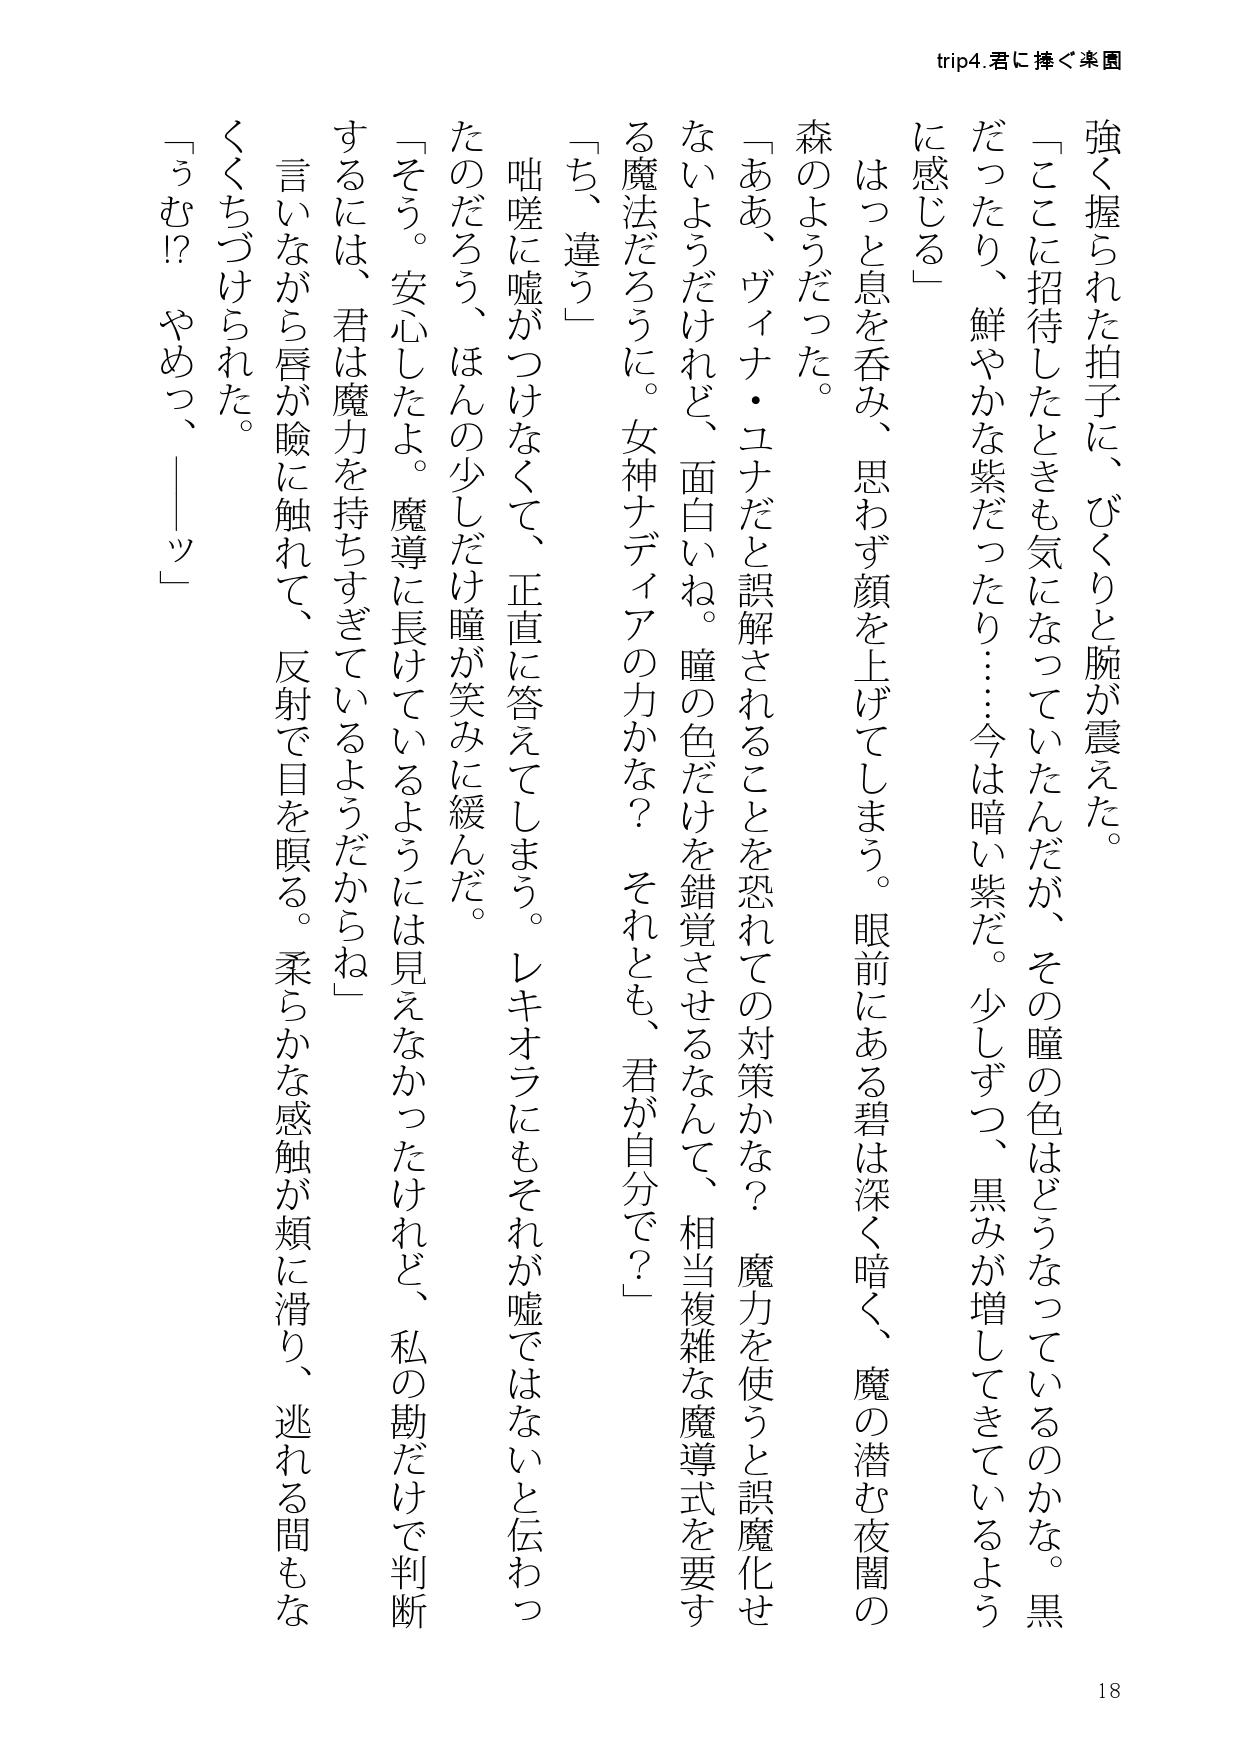 trip4.君に捧ぐ楽園
強く握られた拍子に、びくりと腕が震えた。
「ここに招待したときも気になっていたんだが、その瞳の色はどうなっているのかな。黒
だったり、鮮やかな紫だったり……今は暗い紫だ。少しずつ、黒みが増してきているよう
に感じる」
　はっと息を呑み、思わず顔を上げてしまう。眼前にある碧は深く暗く、魔の潜む夜闇の
森のようだった。
「ああ、ヴィナ・ユナだと誤解されることを恐れての対策かな？　魔力を使うと誤魔化せ
ないようだけれど、面白いね。瞳の色だけを錯覚させるなんて、相当複雑な魔導式を要す
る魔法だろうに。女神ナディアの力かな？　それとも、君が自分で？」
「ち、違う」
　咄嗟に嘘がつけなくて、正直に答えてしまう。レキオラにもそれが嘘ではないと伝わっ
たのだろう、ほんの少しだけ瞳が笑みに緩んだ。
「そう。安心したよ。魔導に長けているようには見えなかったけれど、私の勘だけで判断
するには、君は魔力を持ちすぎているようだからね」
　言いながら唇が瞼に触れて、反射で目を瞑る。柔らかな感触が頬に滑り、逃れる間もな
くくちづけられた。
「うむ!?　やめっ、――ッ」
18